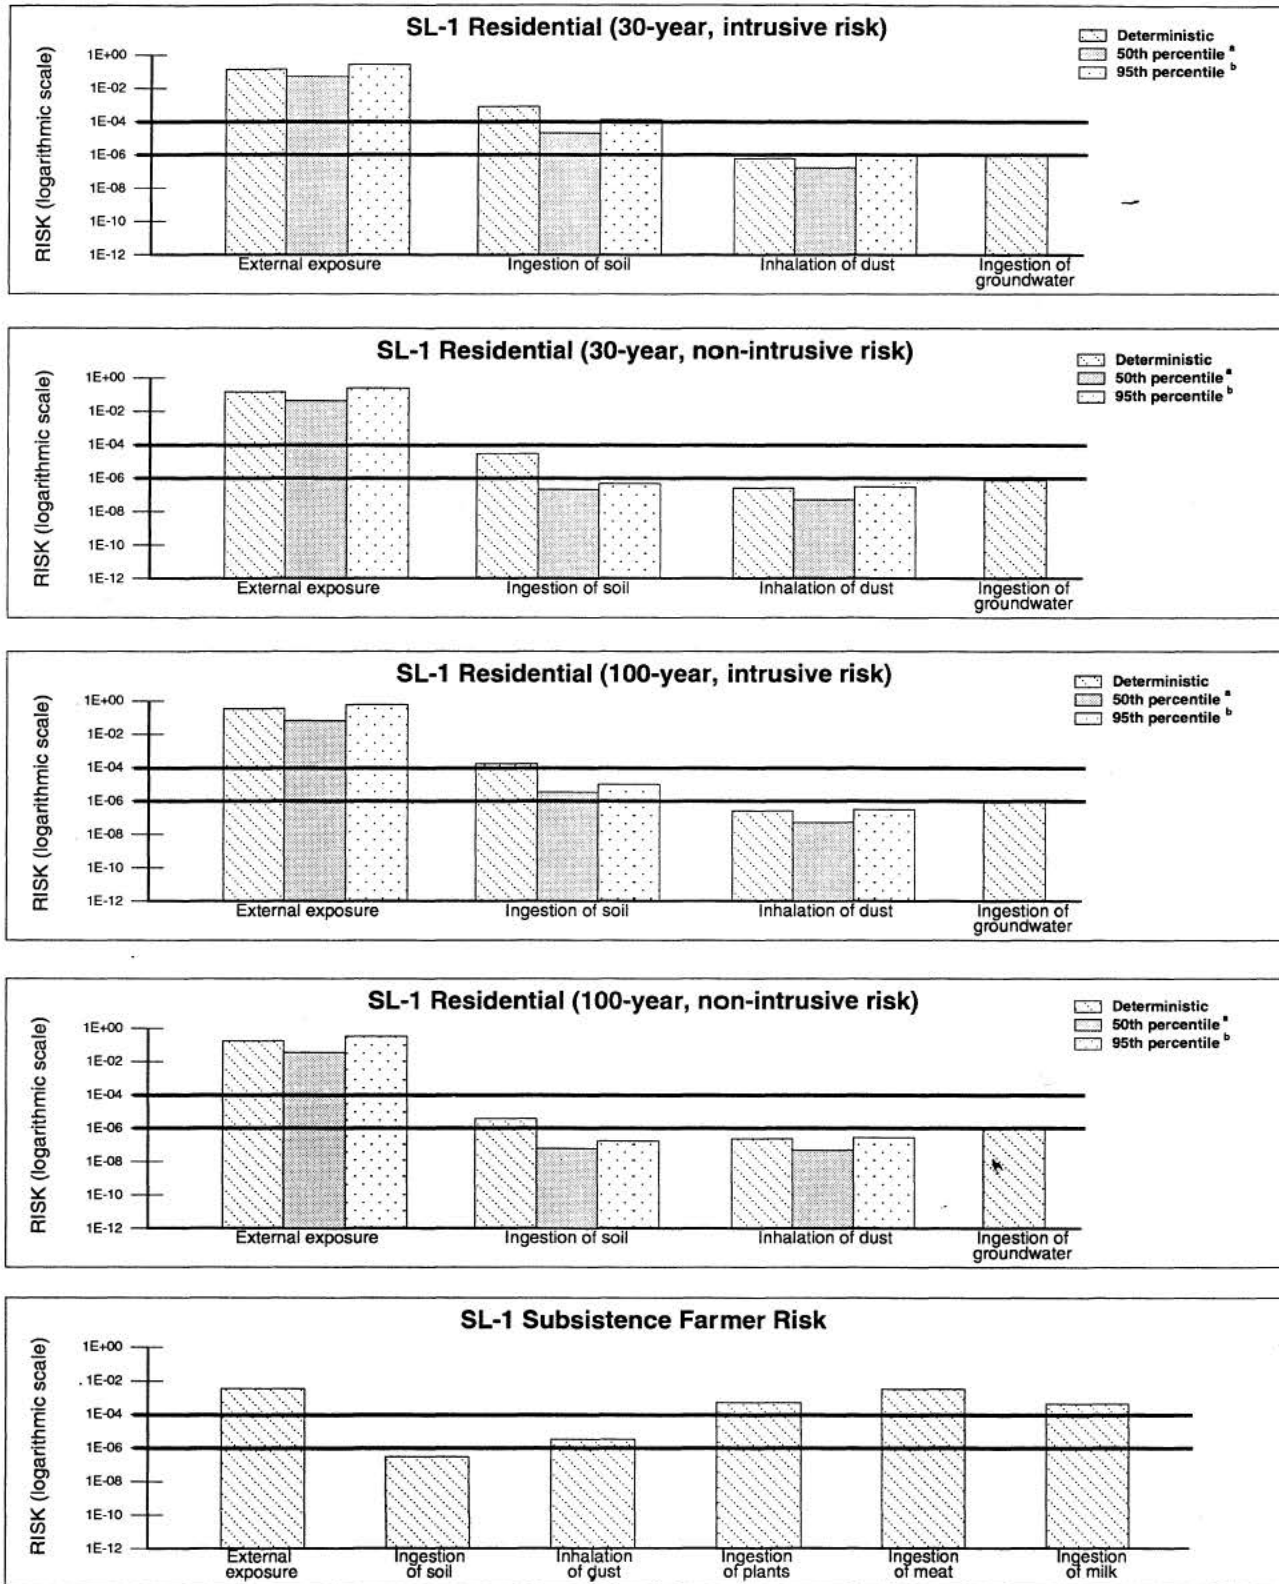 SL-1 Residential (30-year, intrusive risk)
Deterministic
50th percentile a
95th percentile b
RISK (logarithmic scale)
1E+00
1E-02
1E-04
1E-06
1E-08
1E-10
1E-12
External exposure
Ingestion of soil
Inhalation of dust
Ingestion of
groundwater
SL-1 Residential (30-year, non-intrusive risk)
Deterministic
50th percentile a
95th percentile b
RISK (logarithmic scale)
1E+00
1E-02
1E-04
1E-06
1E-08
1E-10
1E-12
External exposure
Ingestion of soil
Inhalation of dust
Ingestion of
groundwater
SL-1 Residential (100-year, intrusive risk)
Deterministic
50th percentile a
95th percentile b
RISK (logarithmic scale)
1E+00
1E-02
1E-04
1E-06
1E-08
1E-10
1E-12
External exposure
Ingestion of soil
Inhalation of dust
Ingestion of
groundwater
SL-1 Residential (100-year, non-intrusive risk)
Deterministic
50th percentile a
95th percentile b
RISK (logarithmic scale)
1E+00
1E-02
1E-04
1E-06
1E-08
1E-10
1E-12
External exposure
Ingestion of soil
Inhalation of dust
Ingestion of
groundwater
SL-1 Subsistence Farmer Risk
RISK (logarithmic scale)
1E+00
1E-02
1E-04
1E-06
1E-08
1E-10
1E-12
External
exposure
Ingestion
of soil
Inhalation
of dust
Ingestion
of plants
Ingestion
of meat
Ingestion
of milk